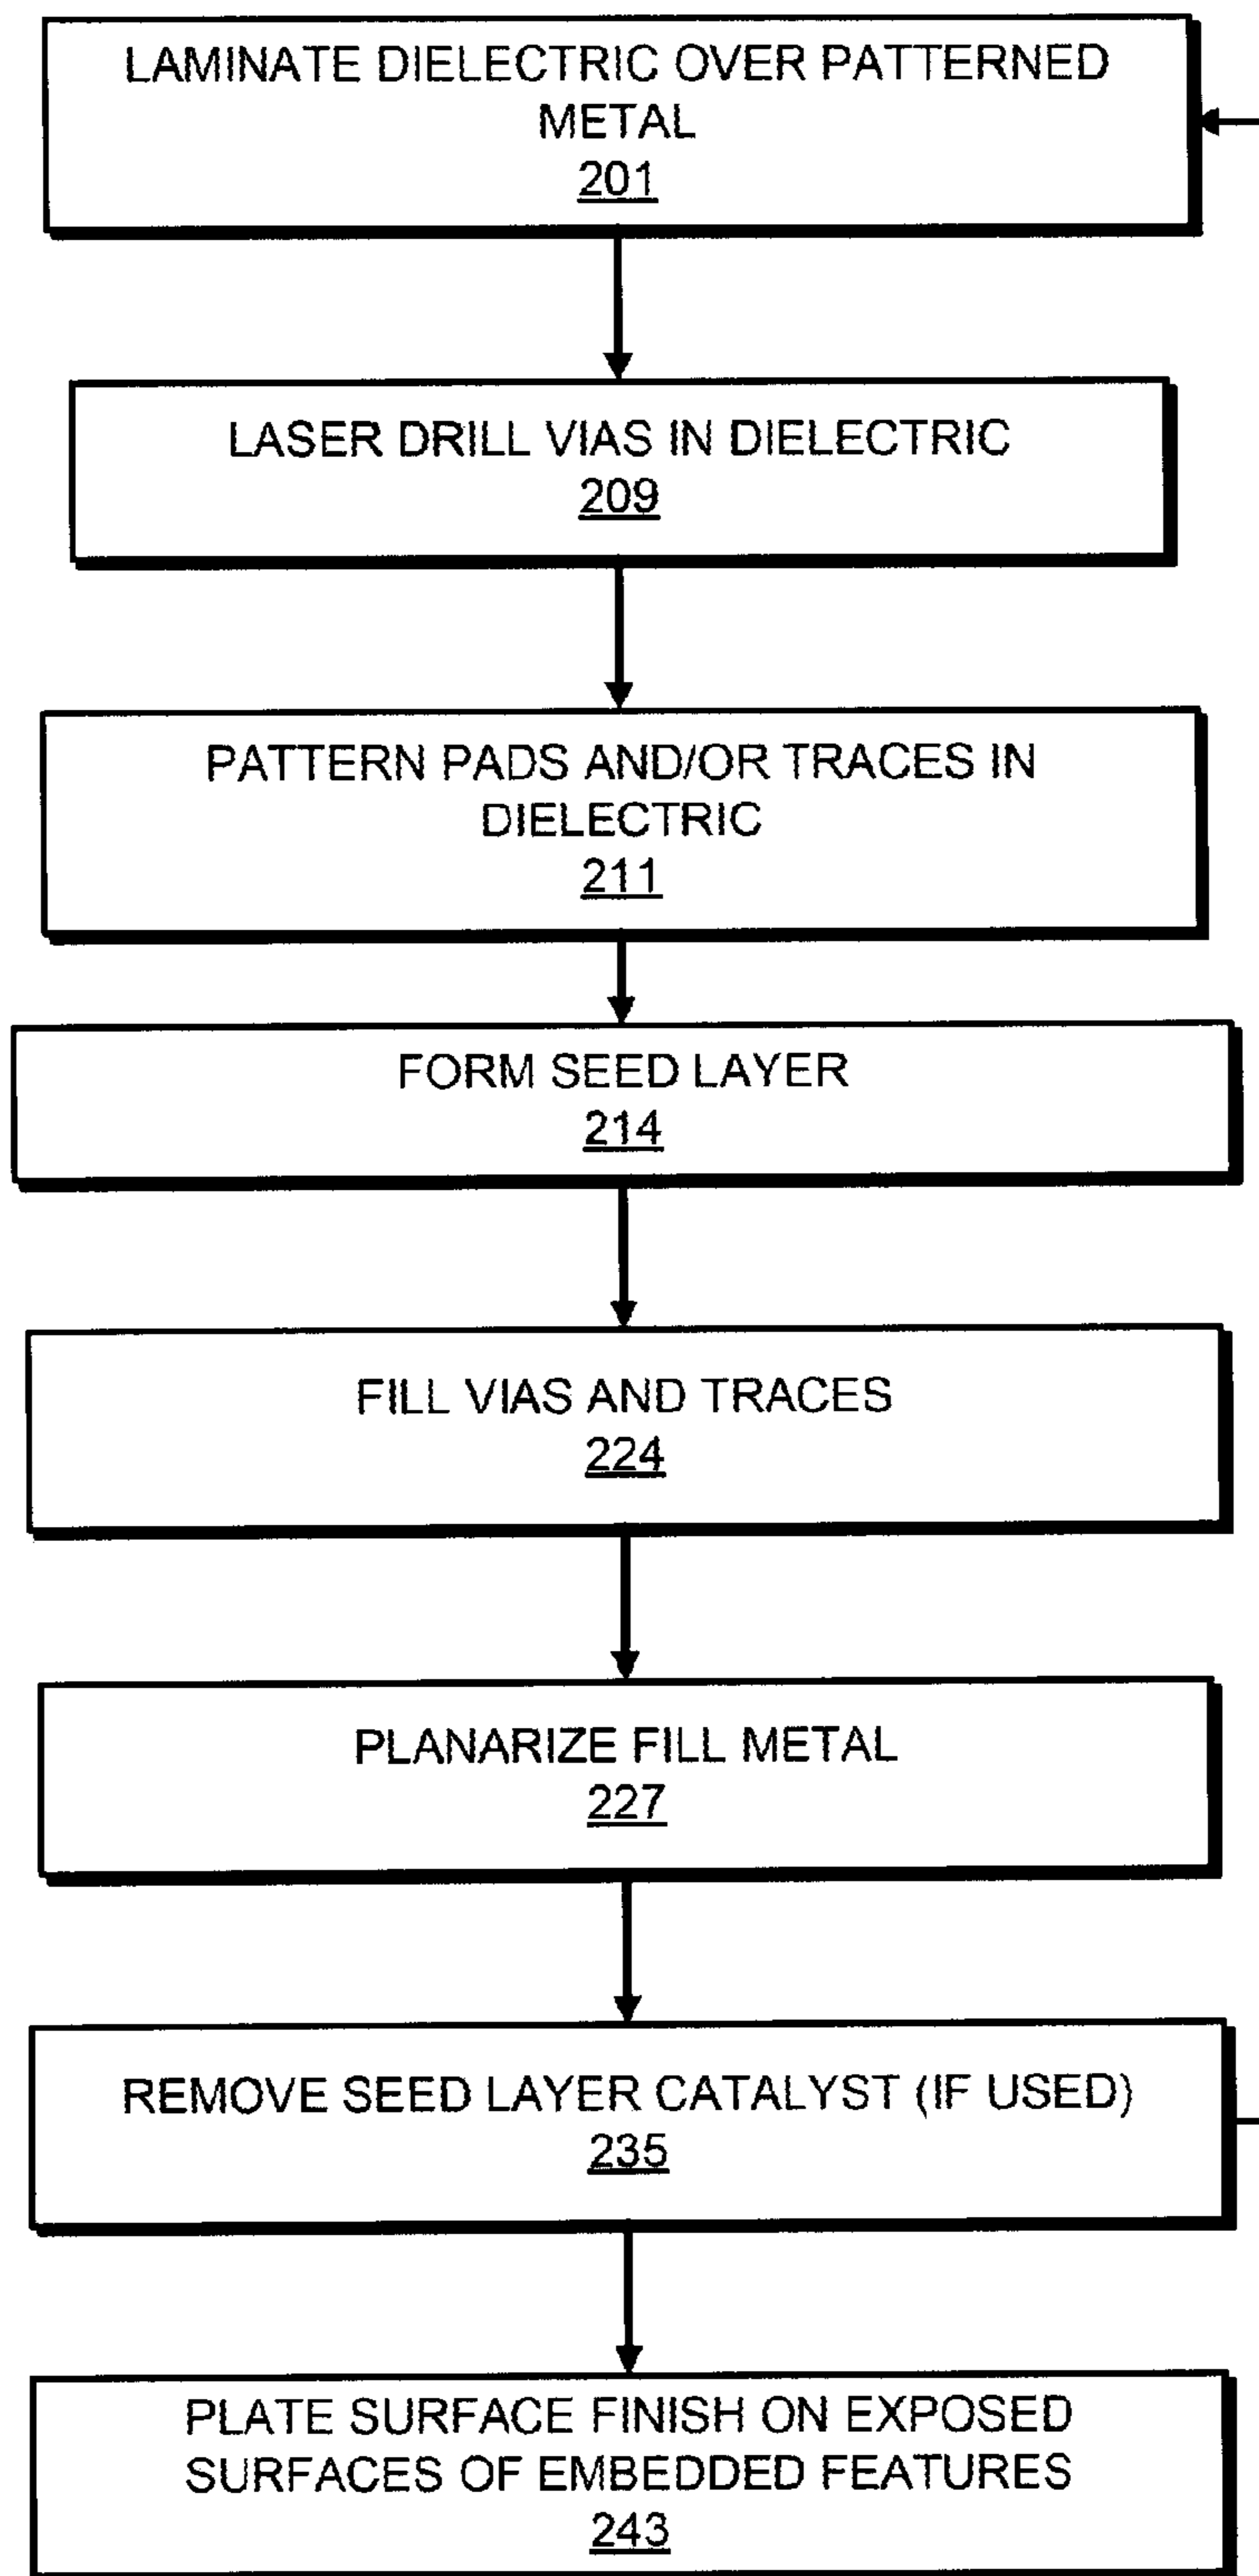 LAMINATE DIELECTRIC OVER PATTERNED
METAL
201
LASER DRILL VIAS IN DIELECTRIC
209
PATTERN PADS AND/OR TRACES IN
DIELECTRIC
211
FORM SEED LAYER
214
FILL VIAS AND TRACES
224
PLANARIZE FILL METAL
227
REMOVE SEED LAYER CATALYST (IF USED)
235
PLATE SURFACE FINISH ON EXPOSED
SURFACES OF EMBEDDED FEATURES
243